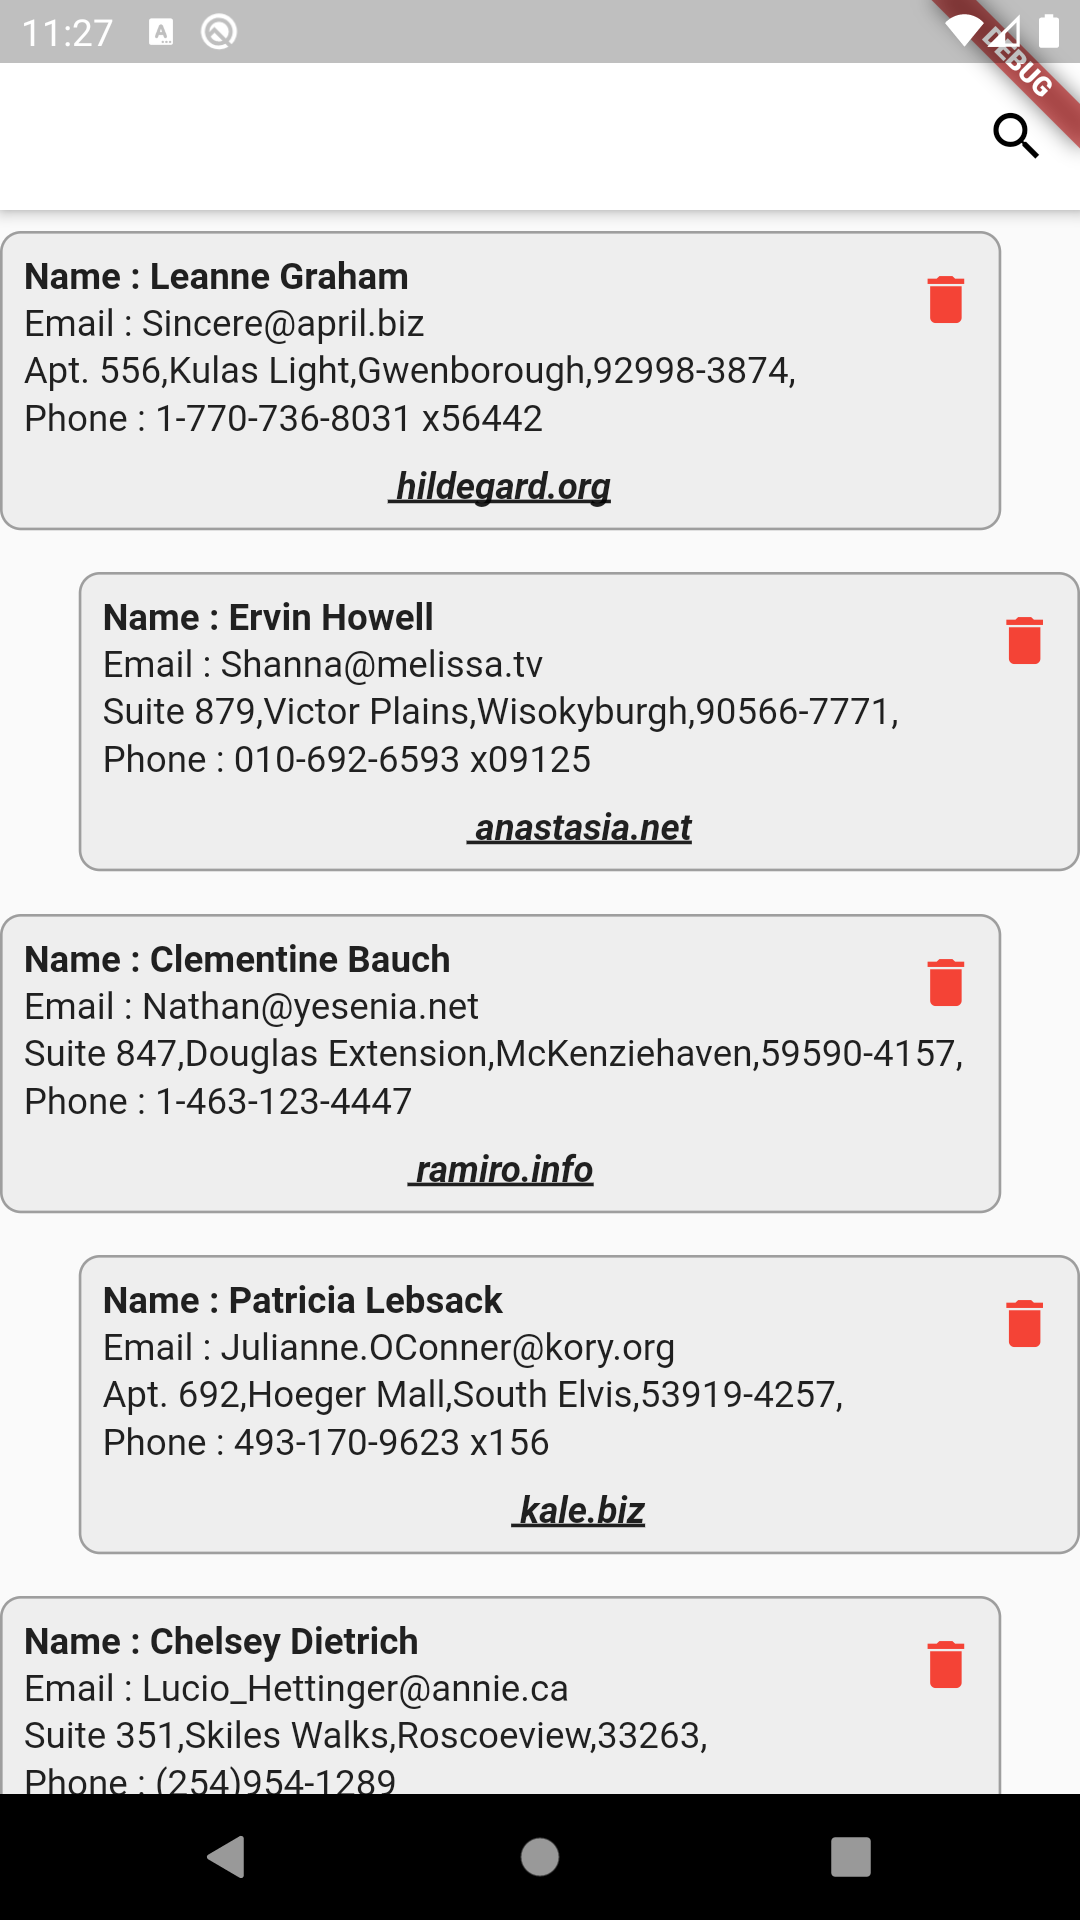 11:27
DEBUG
Name : Leanne Graham
Email : Sincere@april.biz
Apt. 556,Kulas Light,Gwenborough,92998-3874,
Phone : 1-770-736-8031 x56442
hildegard.org
Name : Ervin Howell
Email : Shanna@melissa.tv
Suite 879,Victor Plains,Wisokyburgh,90566-7771,
Phone : 010-692-6593 x09125
anastasia.net
Name : Clementine Bauch
Email : Nathan@yesenia.net
Suite 847,Douglas Extension,McKenziehaven,59590-4157,
Phone : 1-463-123-4447
ramiro.info
Name : Patricia Lebsack
Email : Julianne.OConner@kory.org
Apt. 692,Hoeger Mall,South Elvis,53919-4257,
Phone : 493-170-9623 x156
kale.biz
Name : Chelsey Dietrich
Email : Lucio_Hettinger@annie.ca
Suite 351,Skiles Walks,Roscoeview,33263,
Phone : (254)954-1289